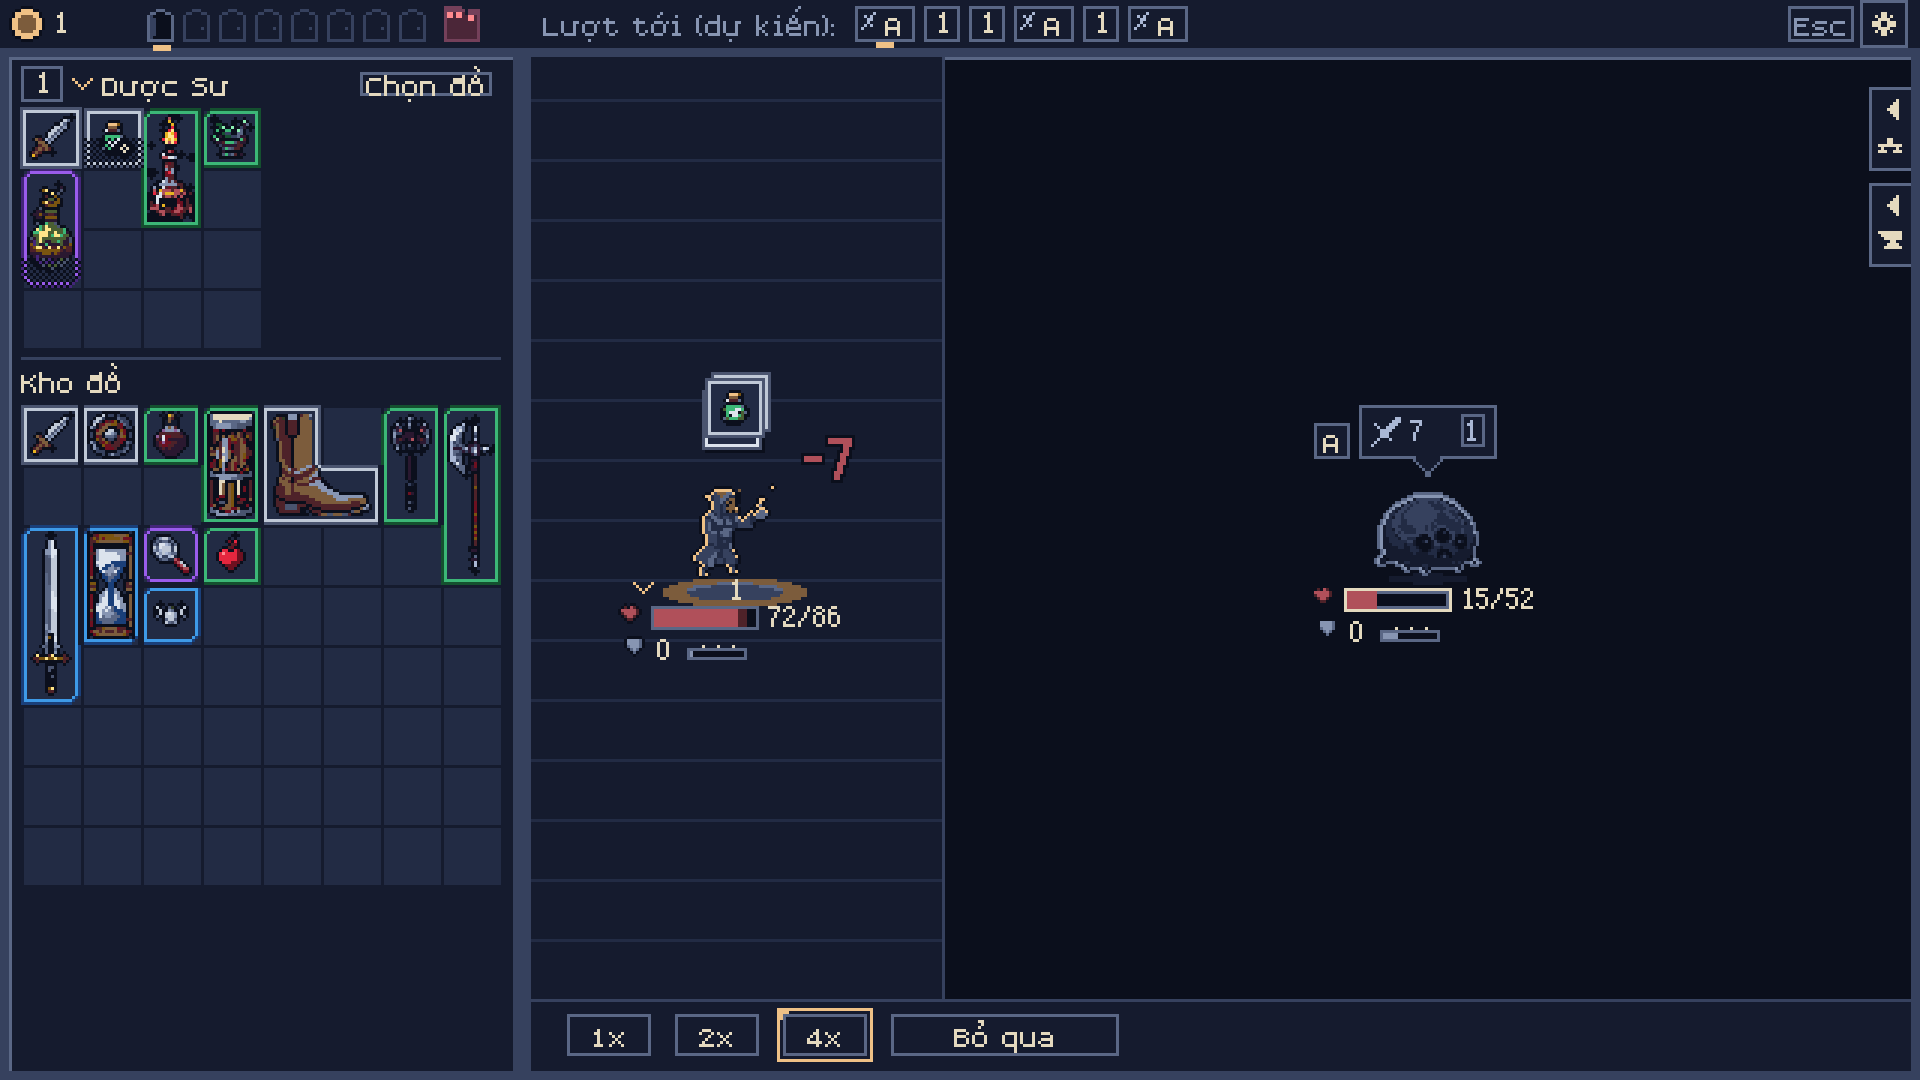 1
Lượt tới (dự kiến): A 1 1 A 1 A
Esc
1 Dược Sư Chọn đồ
Kho đồ
-7
A 7 1
1
72/86
0
15/52
0
1x 2x 4x Bỏ qua